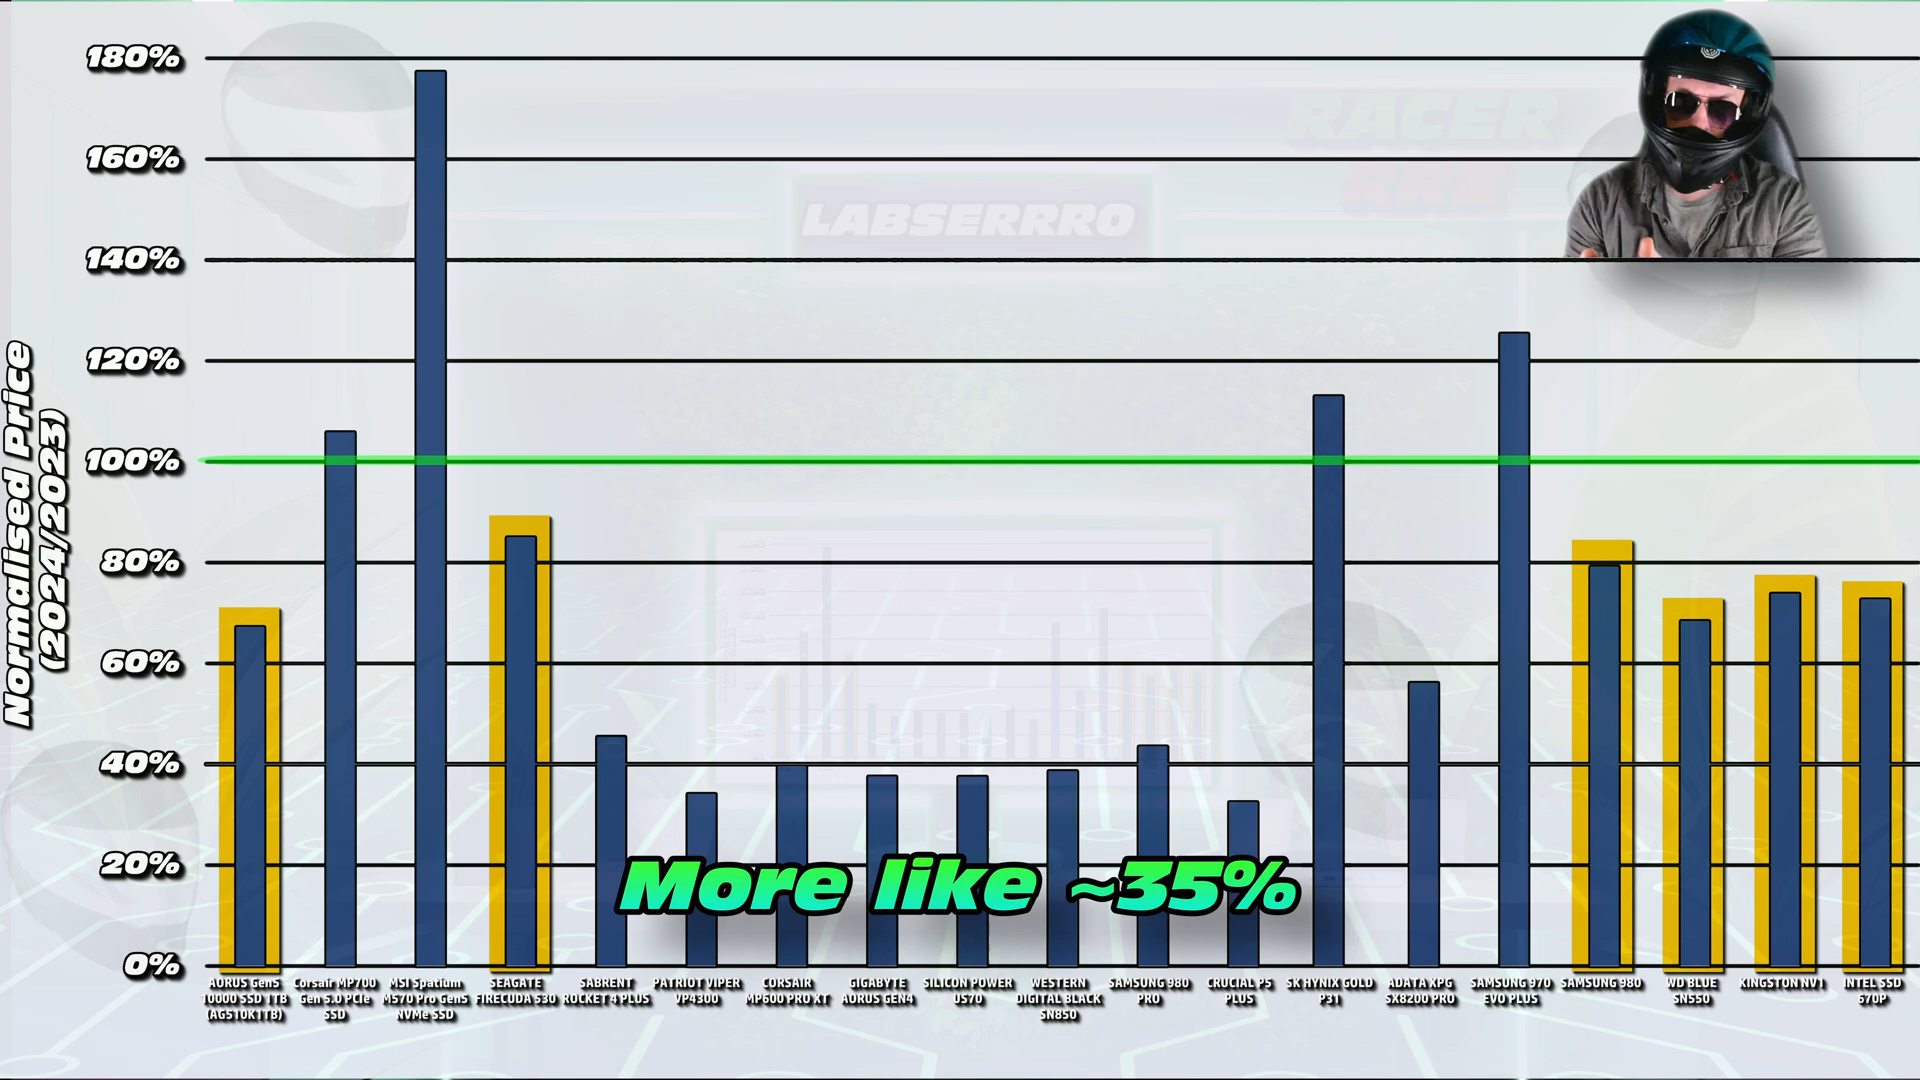 180%
160%
140%
120%
100%
80%
60%
40%
20%
0%
Normalised Price
(2024/2023)
RACER
LABSERRRO
More like ~35%
AORUS Gen5
10000 SSD 1TB
(AG510K1TB)
Corsair MP700
Gen 5.0 PCIe
SSD
MSI Spatium
M570 Pro Gen5
NVMe SSD
SEAGATE
FIRECUDA 530
SABRENT
ROCKET 4 PLUS
PATRIOT VIPER
VP4300
CORSAIR
MP600 PRO XT
GIGABYTE
AORUS GEN4
SILICON POWER
US70
WESTERN
DIGITAL BLACK
SN850
SAMSUNG 980
PRO
CRUCIAL P5
PLUS
SK HYNIX GOLD
P31
ADATA XPG
SX8200 PRO
SAMSUNG 970
EVO PLUS
SAMSUNG 980
WD BLUE
SN550
KINGSTON NV1
INTEL SSD
670P